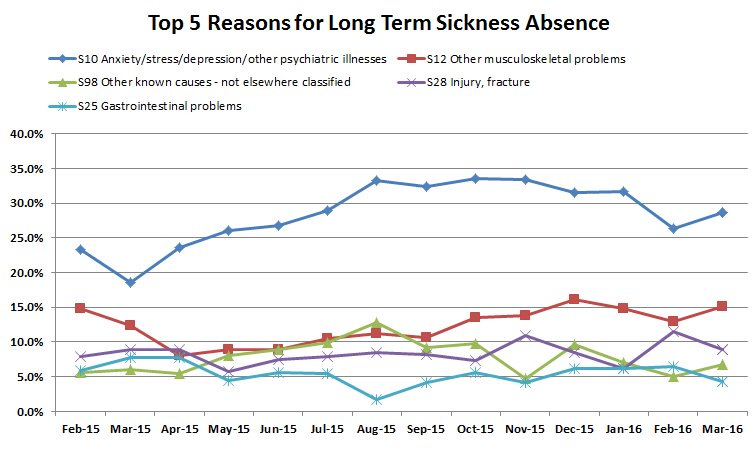 Top 5 Reasons for Long Term Sickness Absence
S10 Anxiety/stress/depression/other psychiatric illnesses S12 Other musculoskeletal problems
S98 Other known causes - not elsewhere classified S28 Injury, fracture
S25 Gastrointestinal problems
40.0%
35.0%
30.0%
25.0%
20.0%
15.0%
10.0%
5.0%
0.0%
Feb-15 Mar-15 Apr-15 May-15 Jun-15 Jul-15 Aug-15 Sep-15 Oct-15 Nov-15 Dec-15 Jan-16 Feb-16 Mar-16